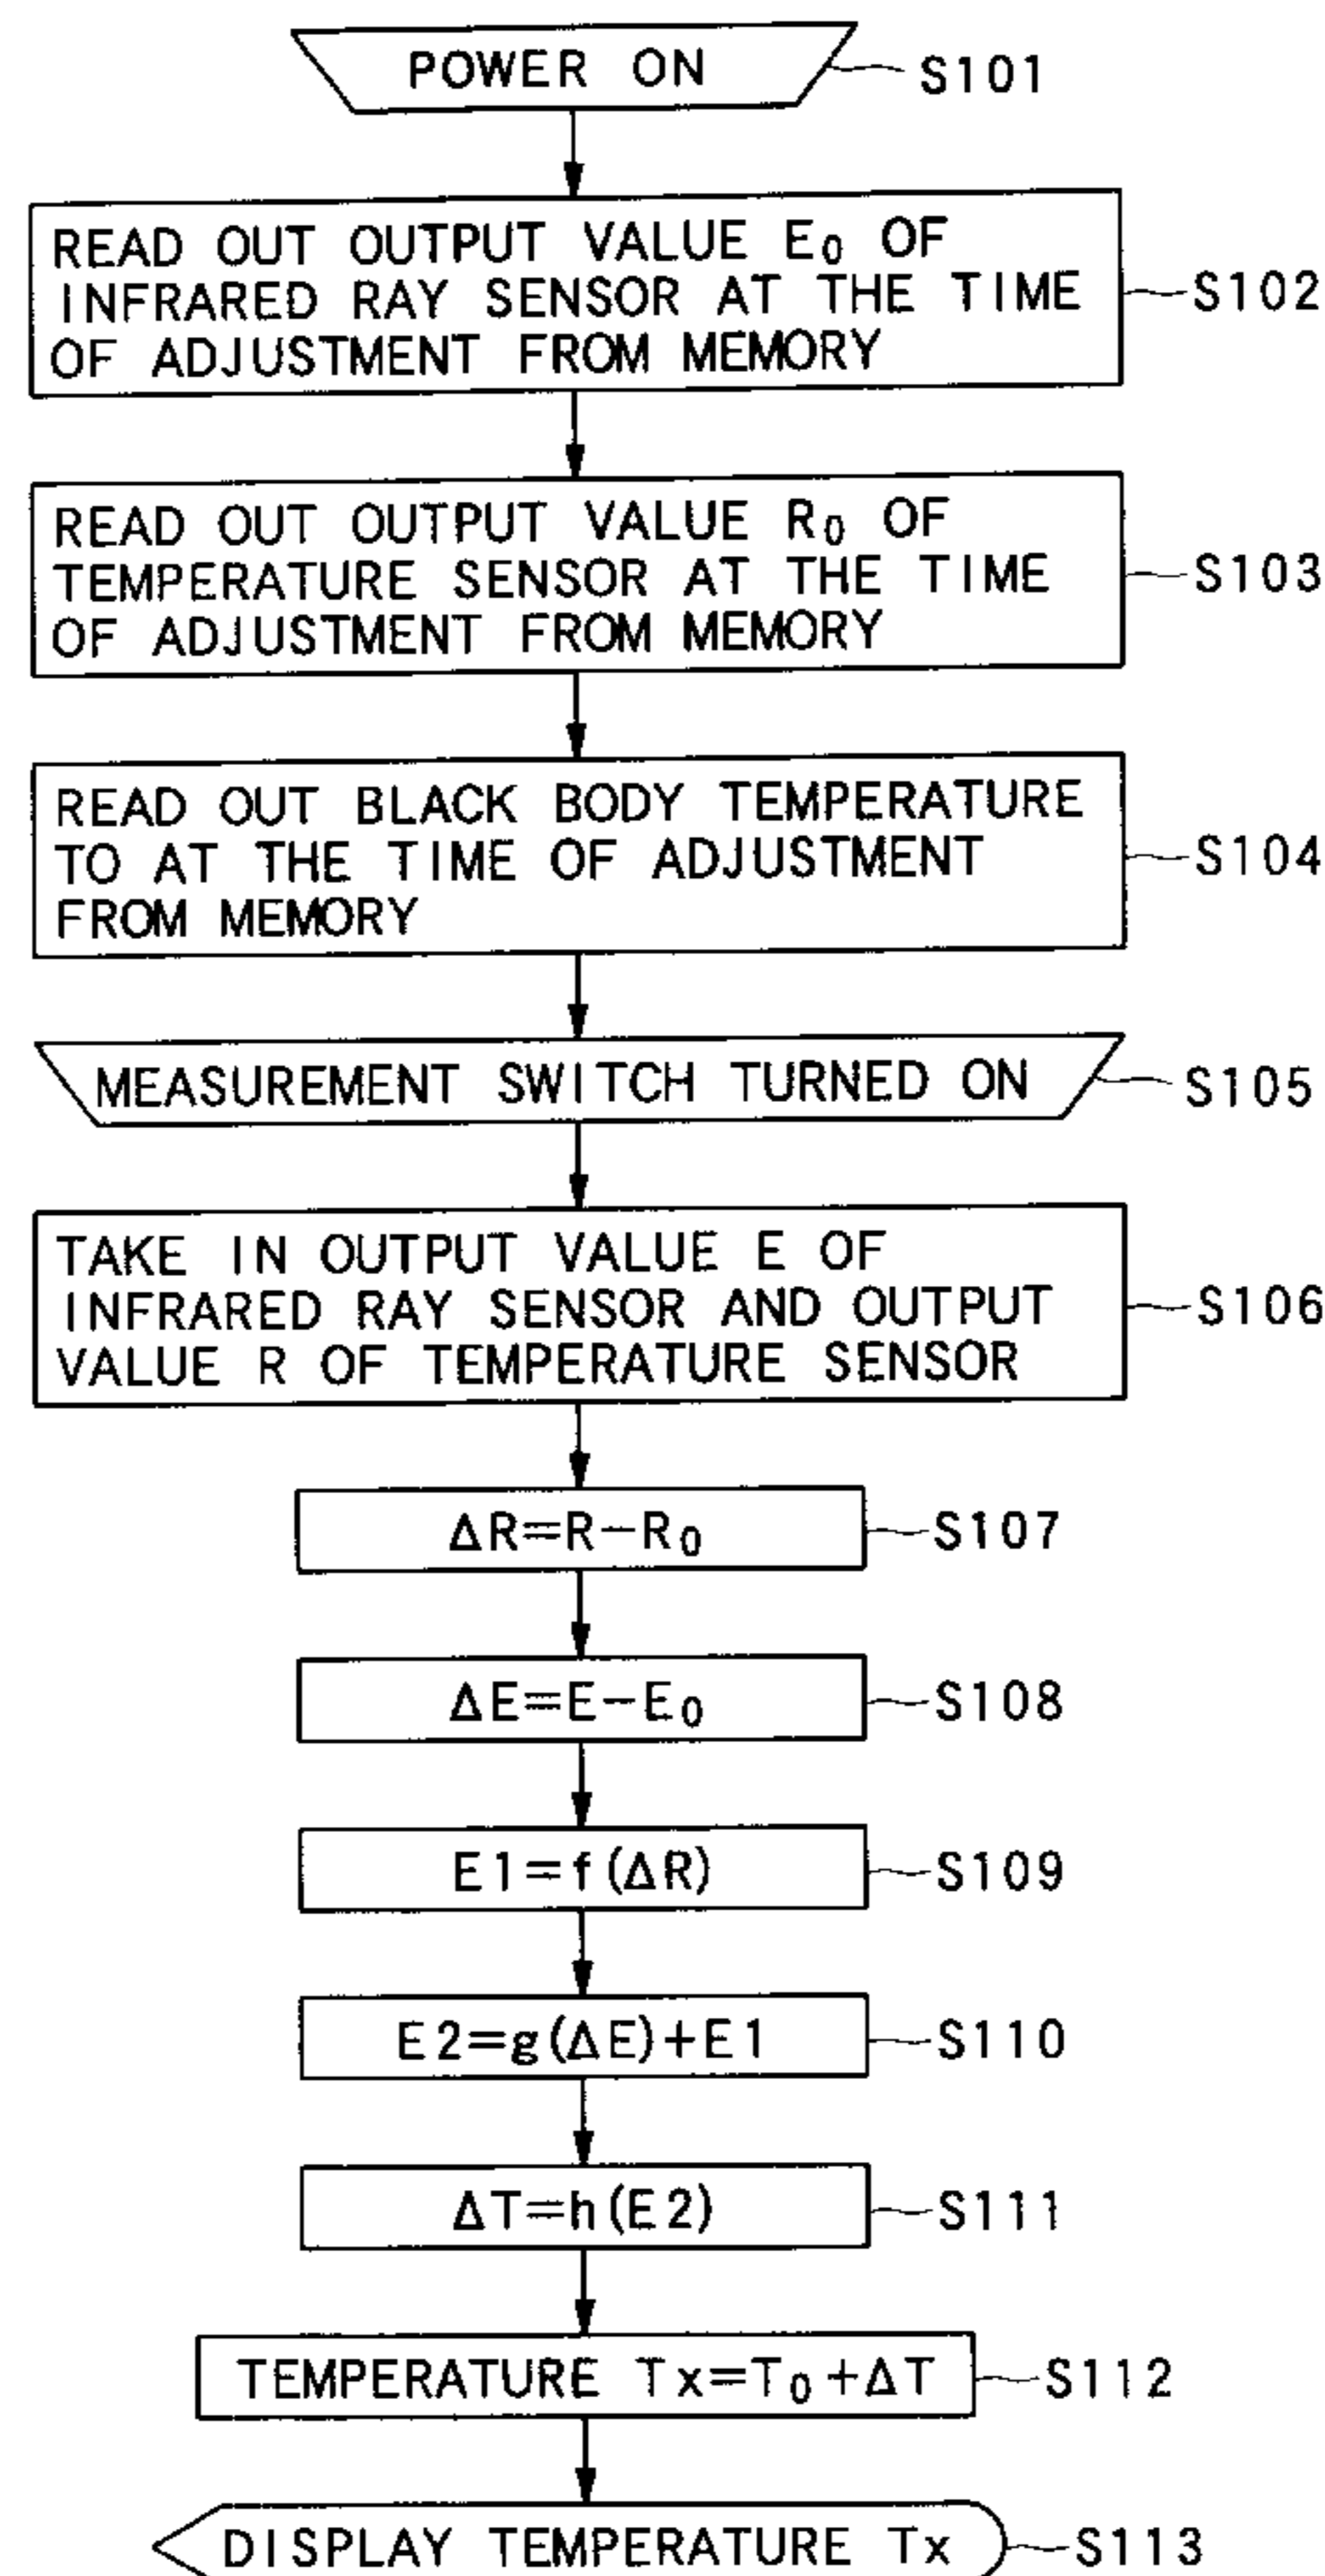 POWER ON
S101
READ OUT OUTPUT VALUE E₀ OF
INFRARED RAY SENSOR AT THE TIME
OF ADJUSTMENT FROM MEMORY
S102
READ OUT OUTPUT VALUE R₀ OF
TEMPERATURE SENSOR AT THE TIME
OF ADJUSTMENT FROM MEMORY
S103
READ OUT BLACK BODY TEMPERATURE
TO AT THE TIME OF ADJUSTMENT
FROM MEMORY
S104
MEASUREMENT SWITCH TURNED ON
S105
TAKE IN OUTPUT VALUE E OF
INFRARED RAY SENSOR AND OUTPUT
VALUE R OF TEMPERATURE SENSOR
S106
ΔR=R−R₀
S107
ΔE=E−E₀
S108
E1=f(ΔR)
S109
E2=g(ΔE)+E1
S110
ΔT=h(E2)
S111
TEMPERATURE Tx=T₀+ΔT
S112
DISPLAY TEMPERATURE Tx
S113